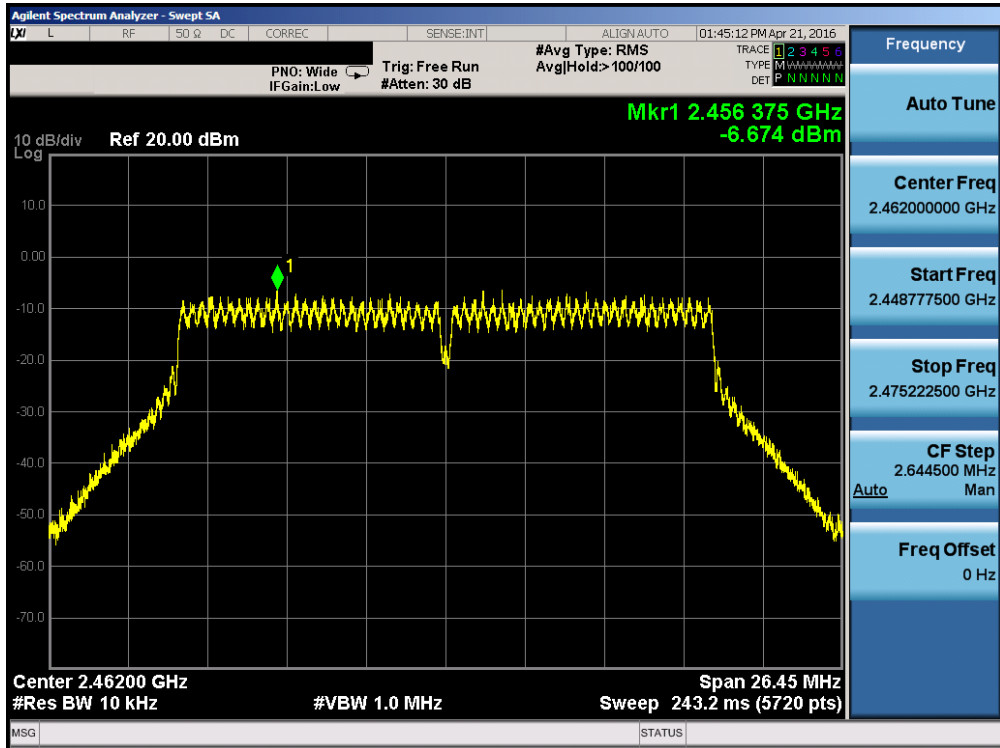 Agilent Spectrum Analyzer - Swept SA
LXI L RF 50 Ω DC CORREC SENSE:INT ALIGN AUTO 01:45:12 PM Apr 21, 2016
PNO: Wide
IFGain:Low
Trig: Free Run
#Atten: 30 dB
#Avg Type: RMS
Avg|Hold:>100/100
TRACE 1 2 3 4 5 6
TYPE M WWWWW
DET P N N N N N
Mkr1 2.456 375 GHz
-6.674 dBm
10 dB/div Ref 20.00 dBm
Log
10.0
0.00
1
-10.0
-20.0
-30.0
-40.0
-50.0
-60.0
-70.0
Center 2.46200 GHz Span 26.45 MHz
#Res BW 10 kHz #VBW 1.0 MHz Sweep 243.2 ms (5720 pts)
MSG STATUS
Frequency
Auto Tune
Center Freq
2.462000000 GHz
Start Freq
2.448777500 GHz
Stop Freq
2.475222500 GHz
CF Step
2.644500 MHz
Auto Man
Freq Offset
0 Hz